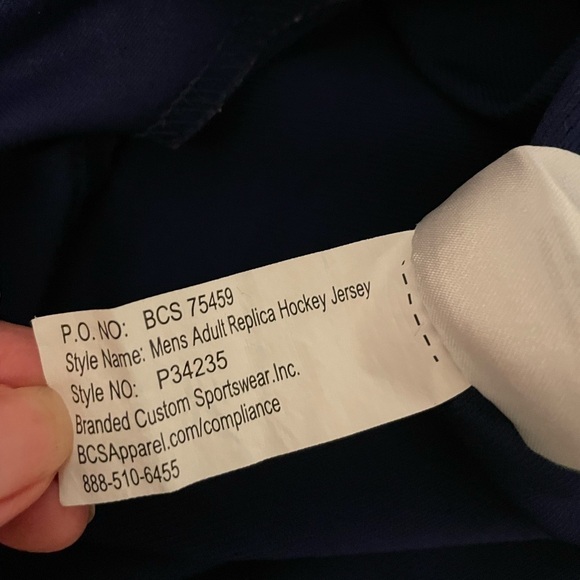 P.O. NO: BCS 75459
Style Name: Mens Adult Replica Hockey Jersey
Style NO: P34235
Branded Custom Sportswear.Inc.
BCSApparel.com/compliance
888-510-6455